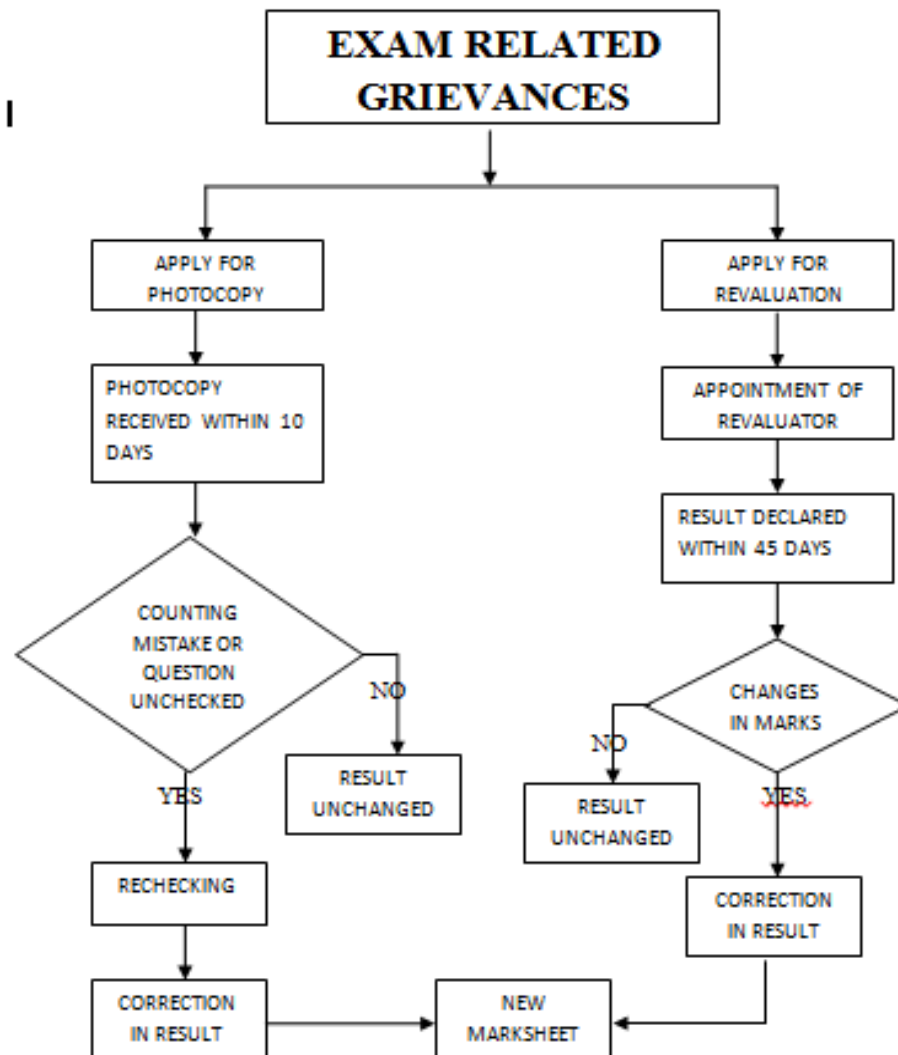 EXAM RELATED
GRIEVANCES
APPLY FOR
PHOTOCOPY
APPLY FOR
REVALUATION
PHOTOCOPY
RECEIVED WITHIN 10
DAYS
APPOINTMENT OF
REVALUATOR
RESULT DECLARED
WITHIN 45 DAYS
COUNTING
MISTAKE OR
QUESTION
UNCHECKED
NO
CHANGES
IN MARKS
NO
YES
RESULT
UNCHANGED
YES
RESULT
UNCHANGED
RECHECKING
CORRECTION
IN RESULT
CORRECTION
IN RESULT
NEW
MARKSHEET